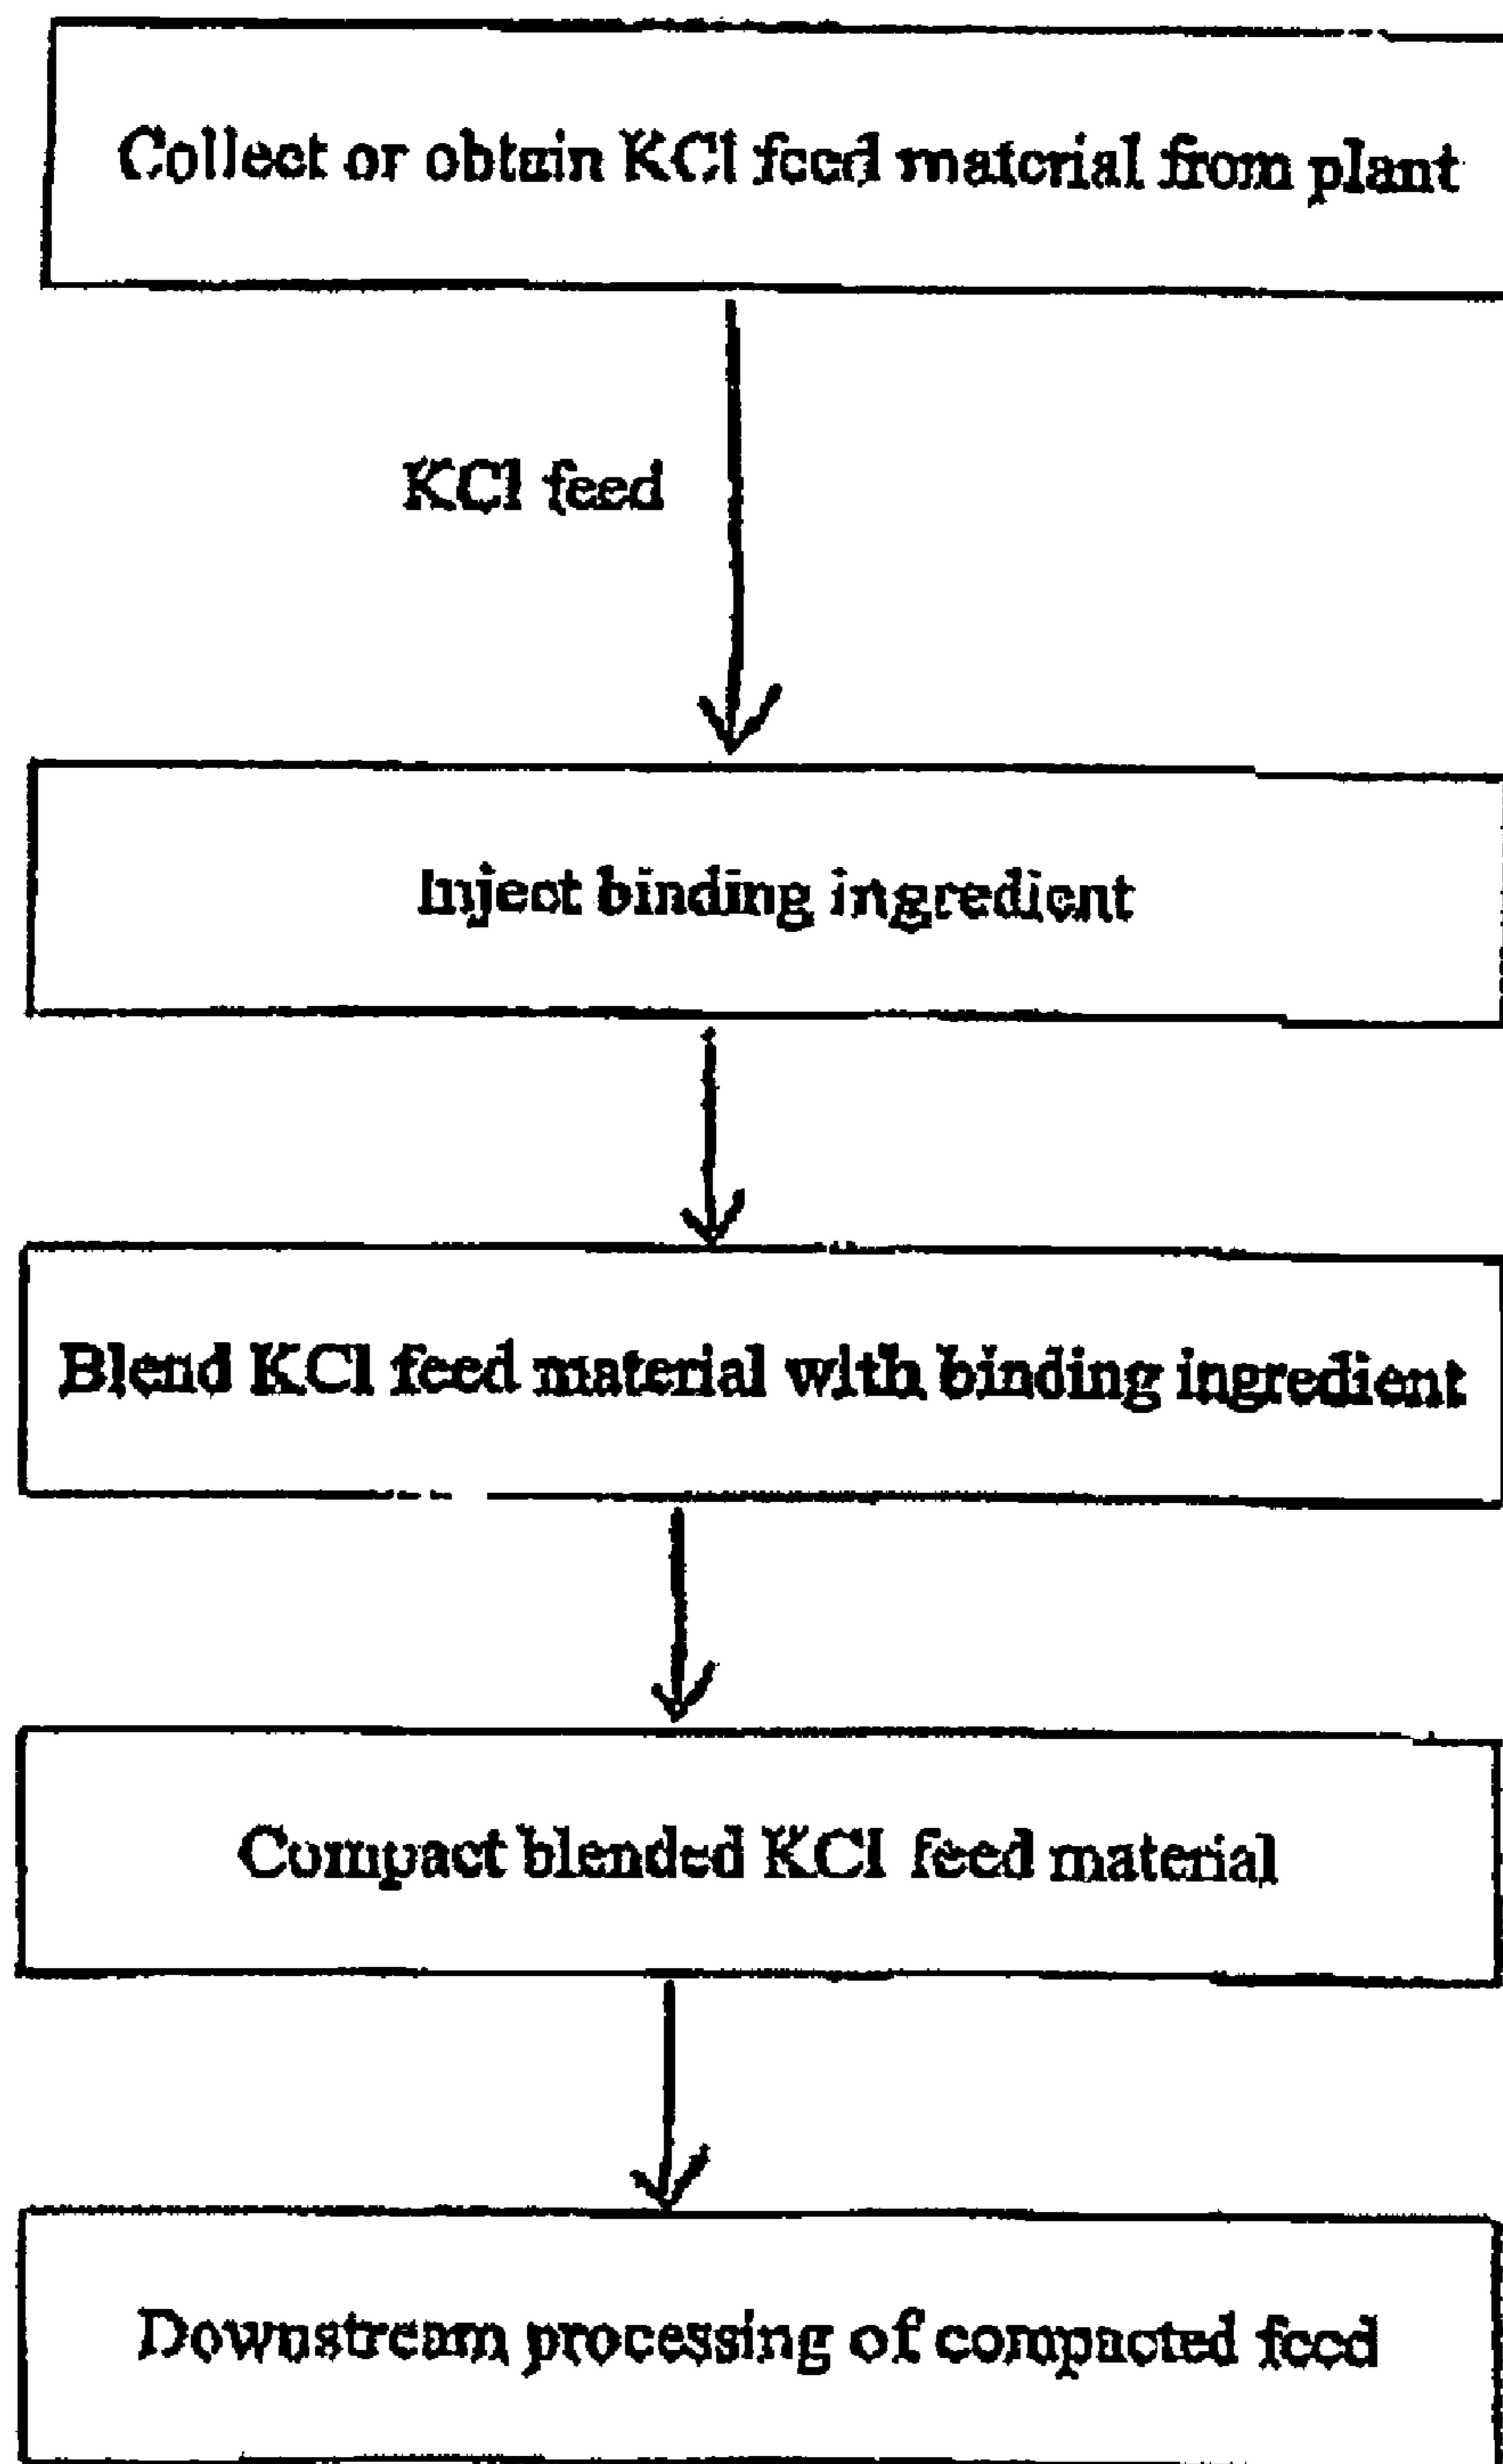 Collect or obtain KCl feed material from plant
KCl feed
Inject binding ingredient
Blend KCl feed material with binding ingredient
Compact blended KCl feed material
Downstream processing of compacted feed